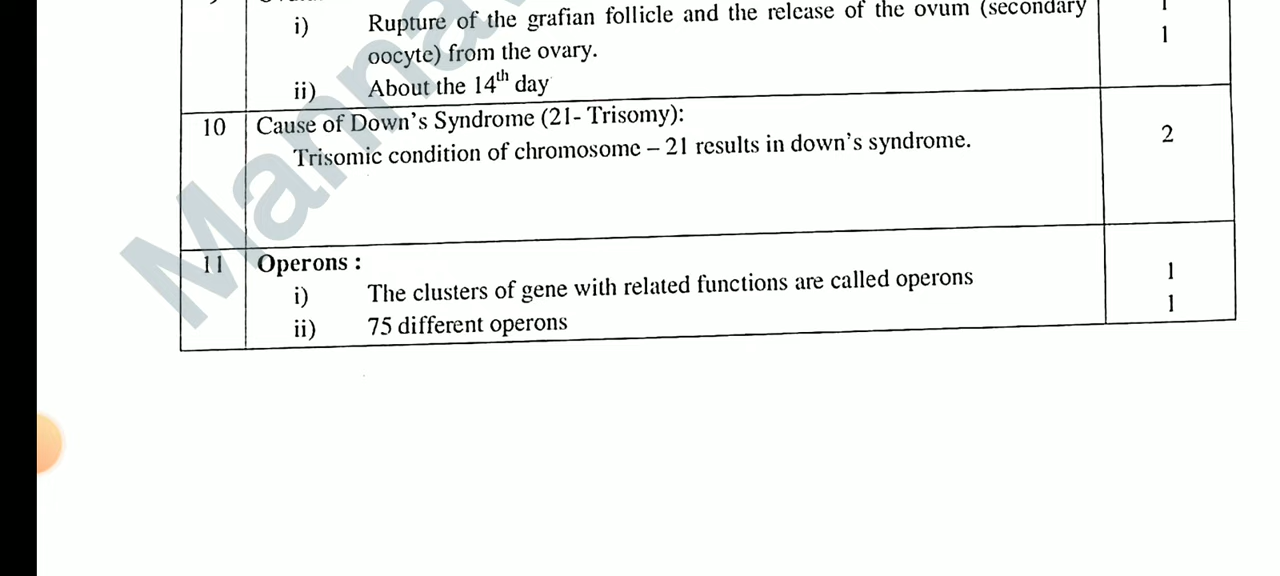 i) Rupture of the grafian follicle and the release of the ovum (secondary
1
oocyte) from the ovary.
ii) About the 14th day
10 Cause of Down's Syndrome (21- Trisomy):
Trisomic condition of chromosome – 21 results in down's syndrome.
2
11 Operons :
i) The clusters of gene with related functions are called operons
1
ii) 75 different operons
1